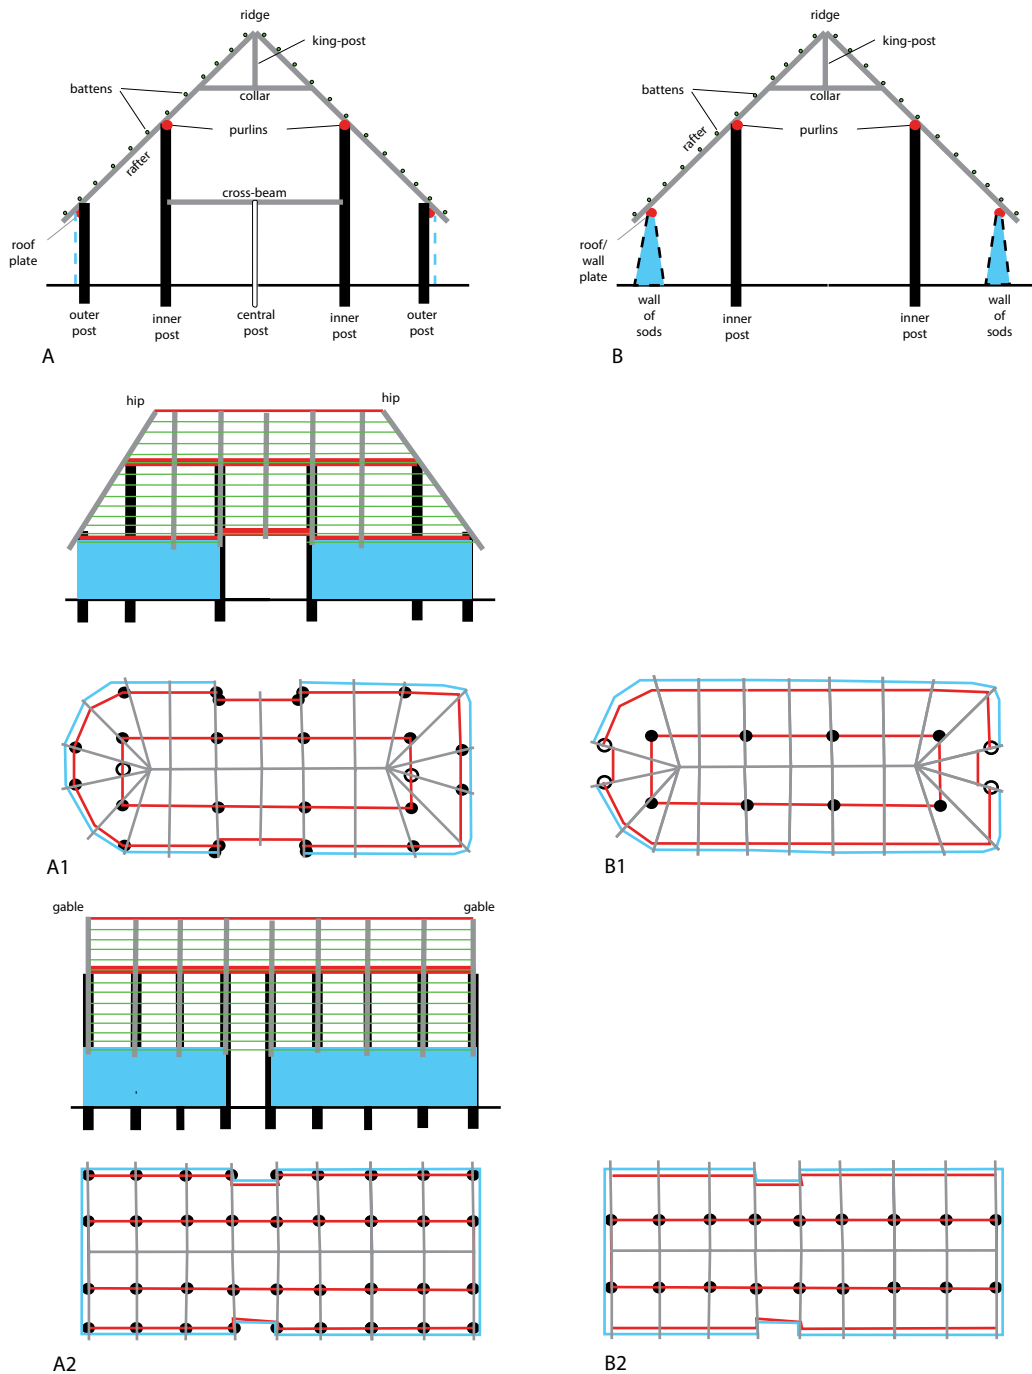 ridge
king-post
battens
collar
purlins
rafter
cross-beam
roof
plate
outer
post
inner
post
central
post
inner
post
outer
post
A
ridge
king-post
battens
collar
purlins
rafter
roof/
wall
plate
wall
of
sods
inner
post
inner
post
wall
of
sods
B
hip
hip
A1
B1
gable
gable
A2
B2